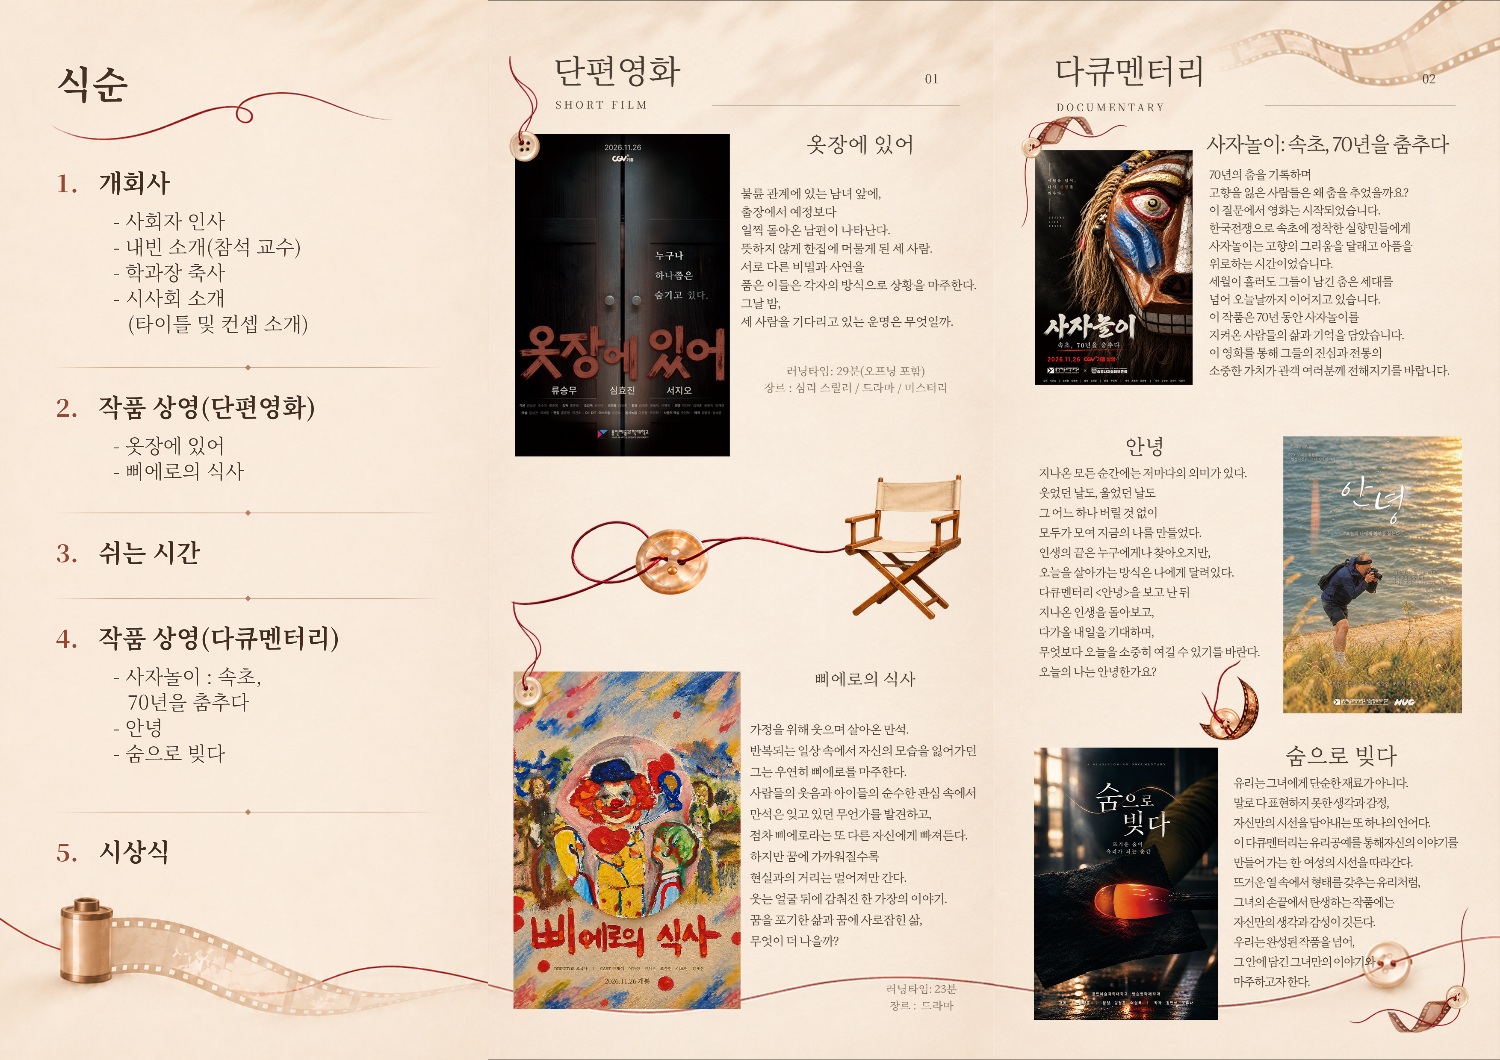 식순
1. 개회사
- 사회자 인사
- 내빈 소개(참석 교수)
- 학과장 축사
- 시사회 소개
(타이틀 및 컨셉 소개)
2. 작품 상영(단편영화)
- 옷장에 있어
- 삐에로의 식사
3. 쉬는 시간
4. 작품 상영(다큐멘터리)
- 사자놀이 : 속초,
70년을 춤추다
- 안녕
- 숨으로 빚다
5. 시상식
단편영화
SHORT FILM
01
2026.11.26
CGV
누구나
하나쯤은
숨기고 있다.
옷장에 있어
류승무 심효진 서지오
옷장에 있어
불륜 관계에 있는 남녀 앞에,
출장에서 예정보다
일찍 돌아온 남편이 나타난다.
뜻하지 않게 한집에 머물게 된 세 사람.
서로 다른 비밀과 사연을
품은 이들은 각자의 방식으로 상황을 마주한다.
그날 밤,
세 사람을 기다리고 있는 운명은 무엇일까.
러닝타임: 29분(오프닝 포함)
장르 : 심리 스릴러 / 드라마 / 미스터리
삐에로의 식사
2026.11.26 개봉
삐에로의 식사
가정을 위해 웃으며 살아온 만석.
반복되는 일상 속에서 자신의 모습을 잃어가던
그는 우연히 삐에로를 마주한다.
사람들의 웃음과 아이들의 순수한 관심 속에서
만석은 잊고 있던 무언가를 발견하고,
점차 삐에로라는 또 다른 자신에게 빠져든다.
하지만 꿈에 가까워질수록
현실과의 거리는 멀어져만 간다.
웃는 얼굴 뒤에 감춰진 한 가장의 이야기.
꿈을 포기한 삶과 꿈에 사로잡힌 삶,
무엇이 더 나을까?
러닝타임: 23분
장르 : 드라마
다큐멘터리
DOCUMENTARY
02
사자놀이
속초, 70년을 춤추다
2026.11.26 CGV
사자놀이: 속초, 70년을 춤추다
70년의 춤을 기록하며
고향을 잃은 사람들은 왜 춤을 추었을까요?
이 질문에서 영화는 시작되었습니다.
한국전쟁으로 속초에 정착한 실향민들에게
사자놀이는 고향의 그리움을 달래고 아픔을
위로하는 시간이었습니다.
세월이 흘러도 그들이 남긴 춤은 세대를
넘어 오늘날까지 이어지고 있습니다.
이 작품은 70년 동안 사자놀이를
지켜온 사람들의 삶과 기억을 담았습니다.
이 영화를 통해 그들의 진심과 전통의
소중한 가치가 관객 여러분께 전해지기를 바랍니다.
안녕
지나온 모든 순간에는 저마다의 의미가 있다.
웃었던 날도, 울었던 날도
그 어느 하나 버릴 것 없이
모두가 모여 지금의 나를 만들었다.
인생의 끝은 누구에게나 찾아오지만,
오늘을 살아가는 방식은 나에게 달려있다.
다큐멘터리 <안녕>을 보고 난 뒤
지나온 인생을 돌아보고,
다가올 내일을 기대하며,
무엇보다 오늘을 소중히 여길 수 있기를 바란다.
오늘의 나는 안녕한가요?
안녕
숨으로
빚다
뜨거운 숨이
유리가 되는 순간
숨으로 빚다
유리는 그녀에게 단순한 재료가 아니다.
말로 다 표현하지 못한 생각과 감정,
자신만의 시선을 담아내는 또 하나의 언어다.
이 다큐멘터리는 유리공예를 통해 자신의 이야기를
만들어 가는 한 여성의 시선을 따라간다.
뜨거운 열 속에서 형태를 갖추는 유리처럼,
그녀의 손끝에서 탄생하는 작품에는
자신만의 생각과 감성이 깃든다.
우리는 완성된 작품을 넘어,
그 안에 담긴 그녀만의 이야기와
마주하고자 한다.